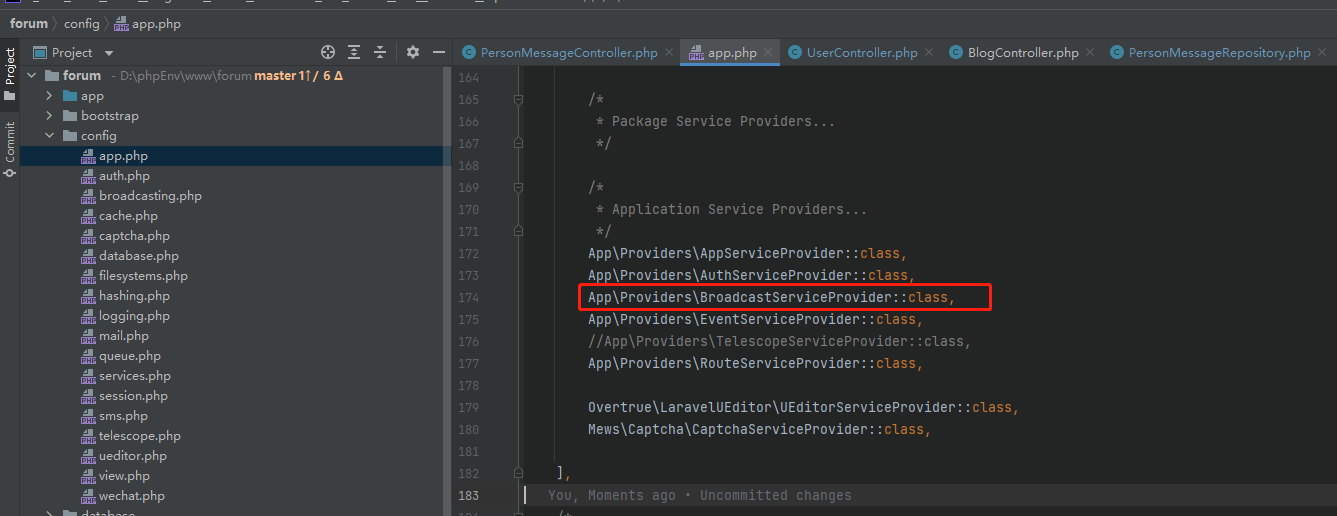 forum config app.php
Project
PersonMessageController.php app.php UserController.php BlogController.php PersonMessageRepository.php
Project
Commit
forum - D:\phpEnv\www\forum master 1↑ / 6 Δ
app
bootstrap
config
app.php
auth.php
broadcasting.php
cache.php
captcha.php
database.php
filesystems.php
hashing.php
logging.php
mail.php
queue.php
services.php
session.php
sms.php
telescope.php
ueditor.php
view.php
wechat.php
database
164
165 /*
166 * Package Service Providers...
167 */
168
169 /*
170 * Application Service Providers...
171 */
172 App\Providers\AppServiceProvider::class,
173 App\Providers\AuthServiceProvider::class,
174 App\Providers\BroadcastServiceProvider::class,
175 App\Providers\EventServiceProvider::class,
176 //App\Providers\TelescopeServiceProvider::class,
177 App\Providers\RouteServiceProvider::class,
178
179 Overtrue\LaravelUEditor\UEditorServiceProvider::class,
180 Mews\Captcha\CaptchaServiceProvider::class,
181
182 ],
183 You, Moments ago • Uncommitted changes
/*